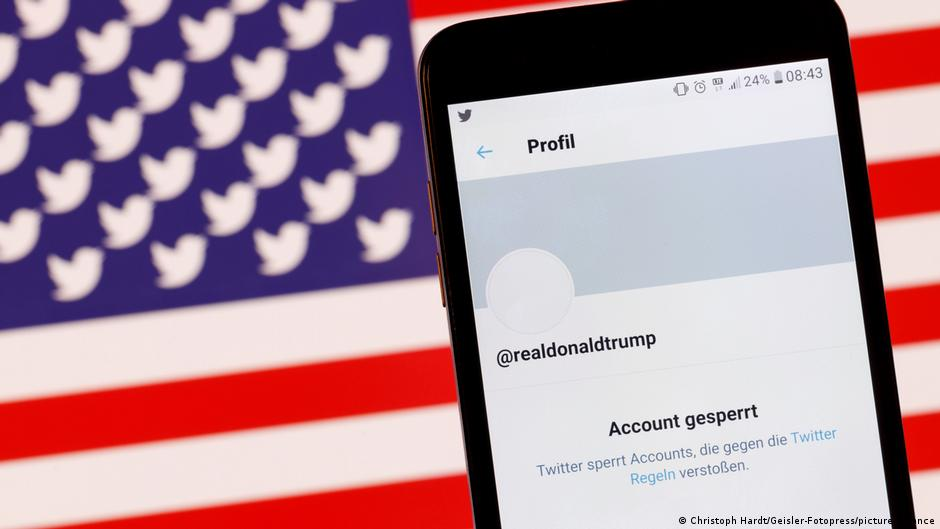 24% 08:43
Profil
@realdonaldtrump
Account gesperrt
Twitter sperrt Accounts, die gegen die Twitter
Regeln verstoßen.
© Christoph Hardt/Geisler-Fotopress/picture